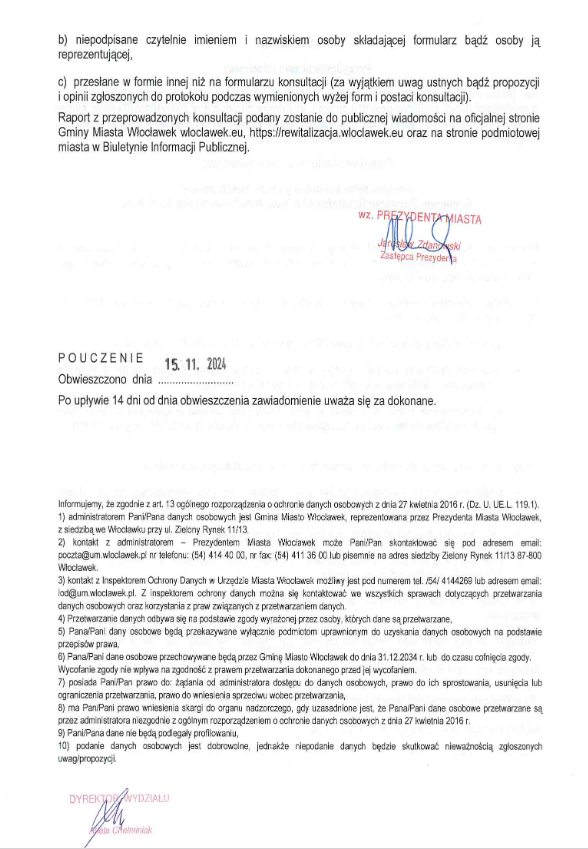 b) niepodpisane czytelnie imieniem i nazwiskiem osoby składającej formularz bądź osoby ją
reprezentującej,
c) przesłane w formie innej niż na formularzu konsultacji (za wyjątkiem uwag ustnych bądź propozycji
i opinii zgłoszonych do protokołu podczas wymienionych wyżej form i postaci konsultacji).
Raport z przeprowadzonych konsultacji podany zostanie do publicznej wiadomości na oficjalnej stronie
Gminy Miasta Włocławek wloclawek.eu, https://rewitalizacja.wloclawek.eu oraz na stronie podmiotowej
miasta w Biuletynie Informacji Publicznej.
wz. PREZYDENTA MIASTA
Jarosław Zdanowski
Zastępca Prezydenta
POUCZENIE
15. 11. 2024
Obwieszczono dnia ..........................
Po upływie 14 dni od dnia obwieszczenia zawiadomienie uważa się za dokonane.
Informujemy, że zgodnie z art. 13 ogólnego rozporządzenia o ochronie danych osobowych z dnia 27 kwietnia 2016 r. (Dz. U. UE.L. 119.1).
1) administratorem Pani/Pana danych osobowych jest Gmina Miasto Włocławek, reprezentowana przez Prezydenta Miasta Włocławek,
z siedzibą we Włocławku przy ul. Zielony Rynek 11/13.
2) kontakt z administratorem – Prezydentem Miasta Włocławek może Pani/Pan skontaktować się pod adresem email:
poczta@um.wloclawek.pl nr telefonu: (54) 414 40 00, nr fax: (54) 411 36 00 lub pisemnie na adres siedziby Zielony Rynek 11/13 87-800
Włocławek.
3) kontakt z Inspektorem Ochrony Danych w Urzędzie Miasta Włocławek możliwy jest pod numerem tel. /54/ 4144269 lub adresem email:
iod@um.wloclawek.pl. Z inspektorem ochrony danych można się kontaktować we wszystkich sprawach dotyczących przetwarzania
danych osobowych oraz korzystania z praw związanych z przetwarzaniem danych.
4) Przetwarzanie danych odbywa się na podstawie zgody wyrażonej przez osobę, których dane są przetwarzane,
5) Pana/Pani dany osobowe będą przekazywane wyłącznie podmiotom uprawnionym do uzyskania danych osobowych na podstawie
przepisów prawa,
6) Pana/Pani dane osobowe przechowywane będą przez Gminę Miasto Włocławek do dnia 31.12.2034 r. lub do czasu cofnięcia zgody.
Wycofanie zgody nie wpływa na zgodność z prawem przetwarzania dokonanego przed jej wycofaniem.
7) posiada Pani/Pan prawo do: żądania od administratora dostępu do danych osobowych, prawo do ich sprostowania, usunięcia lub
ograniczenia przetwarzania, prawo do wniesienia sprzeciwu wobec przetwarzania,
8) ma Pan/Pani prawo wniesienia skargi do organu nadzorczego, gdy uzasadnione jest, że Pana/Pani dane osobowe przetwarzane są
przez administratora niezgodnie z ogólnym rozporządzeniem o ochronie danych osobowych z dnia 27 kwietnia 2016 r.
9) Pani/Pana dane nie będą podlegały profilowaniu,
10) podanie danych osobowych jest dobrowolne, jednakże niepodanie danych będzie skutkować nieważnością zgłoszonych
uwag/propozycji.
DYREKTOR WYDZIAŁU
Aneta Chełminiak